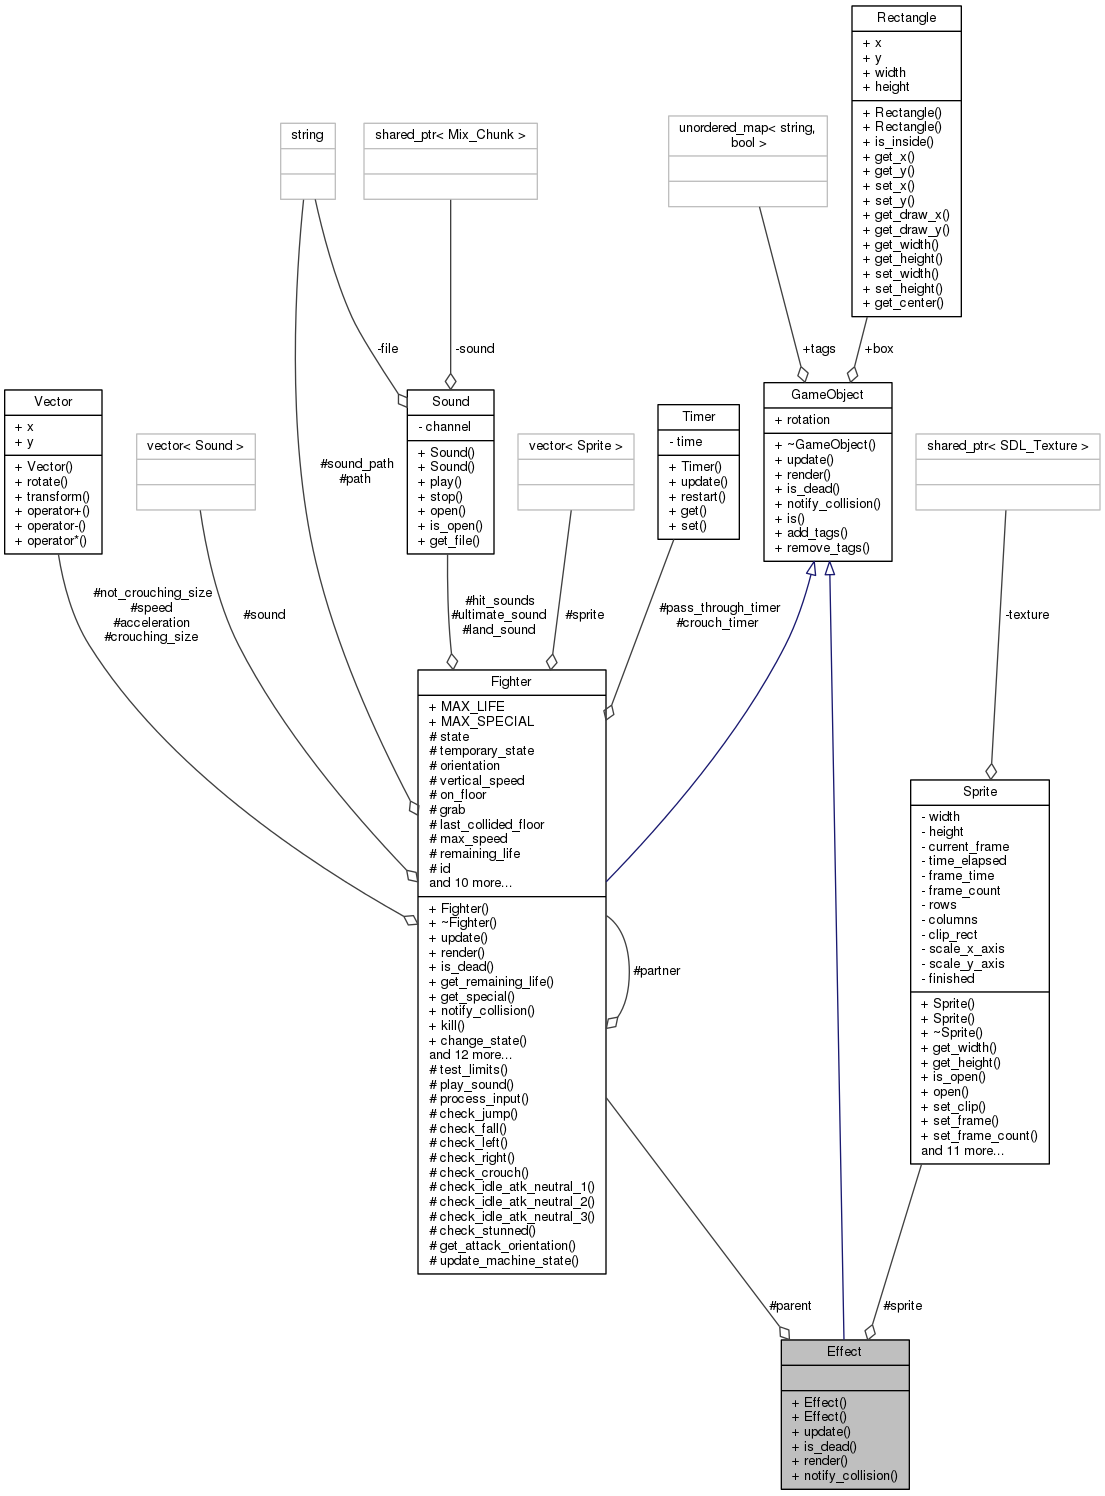 Rectangle
+ x
+ y
+ width
+ height
+ Rectangle()
+ Rectangle()
+ is_inside()
+ get_x()
+ get_y()
+ set_x()
+ set_y()
+ get_draw_x()
+ get_draw_y()
+ get_width()
+ get_height()
+ set_width()
+ set_height()
+ get_center()
string
shared_ptr< Mix_Chunk >
unordered_map< string,
bool >
-file
-sound
+tags
+box
Vector
+ x
+ y
+ Vector()
+ rotate()
+ transform()
+ operator+()
+ operator-()
+ operator*()
vector< Sound >
#sound_path
#path
Sound
- channel
+ Sound()
+ Sound()
+ play()
+ stop()
+ open()
+ is_open()
+ get_file()
vector< Sprite >
Timer
- time
+ Timer()
+ update()
+ restart()
+ get()
+ set()
GameObject
+ rotation
+ ~GameObject()
+ update()
+ render()
+ is_dead()
+ notify_collision()
+ is()
+ add_tags()
+ remove_tags()
shared_ptr< SDL_Texture >
#not_crouching_size
#speed
#acceleration
#crouching_size
#sound
#hit_sounds
#ultimate_sound
#land_sound
#sprite
#pass_through_timer
#crouch_timer
-texture
Fighter
+ MAX_LIFE
+ MAX_SPECIAL
# state
# temporary_state
# orientation
# vertical_speed
# on_floor
# grab
# last_collided_floor
# max_speed
# remaining_life
# id
and 10 more...
+ Fighter()
+ ~Fighter()
+ update()
+ render()
+ is_dead()
+ get_remaining_life()
+ get_special()
+ notify_collision()
+ kill()
+ change_state()
and 12 more...
# test_limits()
# play_sound()
# process_input()
# check_jump()
# check_fall()
# check_left()
# check_right()
# check_crouch()
# check_idle_atk_neutral_1()
# check_idle_atk_neutral_2()
# check_idle_atk_neutral_3()
# check_stunned()
# get_attack_orientation()
# update_machine_state()
#partner
Sprite
- width
- height
- current_frame
- time_elapsed
- frame_time
- frame_count
- rows
- columns
- clip_rect
- scale_x_axis
- scale_y_axis
- finished
+ Sprite()
+ Sprite()
+ ~Sprite()
+ get_width()
+ get_height()
+ is_open()
+ open()
+ set_clip()
+ set_frame()
+ set_frame_count()
and 11 more...
#parent
#sprite
Effect
+ Effect()
+ Effect()
+ update()
+ is_dead()
+ render()
+ notify_collision()